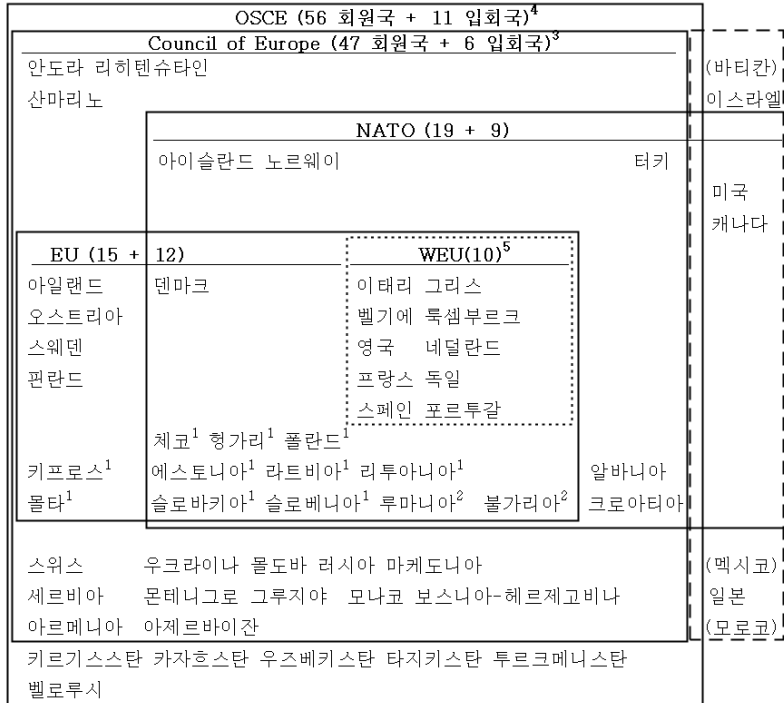 OSCE (56 회원국 + 11 입회국)⁴
Council of Europe (47 회원국 + 6 입회국)³
안도라 리히텐슈타인 (바티칸)
산마리노 이스라엘
NATO (19 + 9)
아이슬란드 노르웨이 터키
미국
캐나다
EU (15 + 12) WEU(10)⁵
아일랜드 덴마크 이태리 그리스
오스트리아 벨기에 룩셈부르크
스웨덴 영국 네덜란드
핀란드 프랑스 독일
스페인 포르투갈
체코¹ 헝가리¹ 폴란드¹
키프로스¹ 에스토니아¹ 라트비아¹ 리투아니아¹ 알바니아
몰타¹ 슬로바키아¹ 슬로베니아¹ 루마니아² 불가리아² 크로아티아
스위스 우크라이나 몰도바 러시아 마케도니아 (멕시코)
세르비아 몬테니그로 그루지야 모나코 보스니아-헤르제고비나 일본
아르메니아 아제르바이잔 (모로코)
키르기스스탄 카자흐스탄 우즈베키스탄 타지키스탄 투르크메니스탄
벨로루시